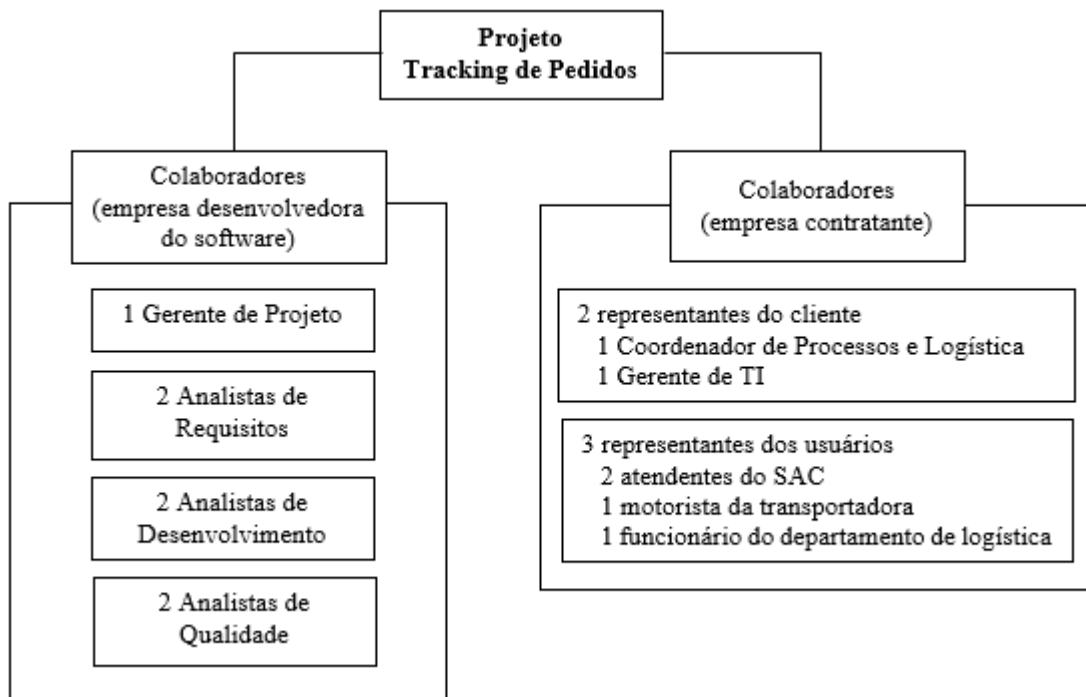 Projeto
Tracking de Pedidos
Colaboradores
(empresa desenvolvedora
do software)
1 Gerente de Projeto
2 Analistas de
Requisitos
2 Analistas de
Desenvolvimento
2 Analistas de
Qualidade
Colaboradores
(empresa contratante)
2 representantes do cliente
1 Coordenador de Processos e Logística
1 Gerente de TI
3 representantes dos usuários
2 atendentes do SAC
1 motorista da transportadora
1 funcionário do departamento de logística